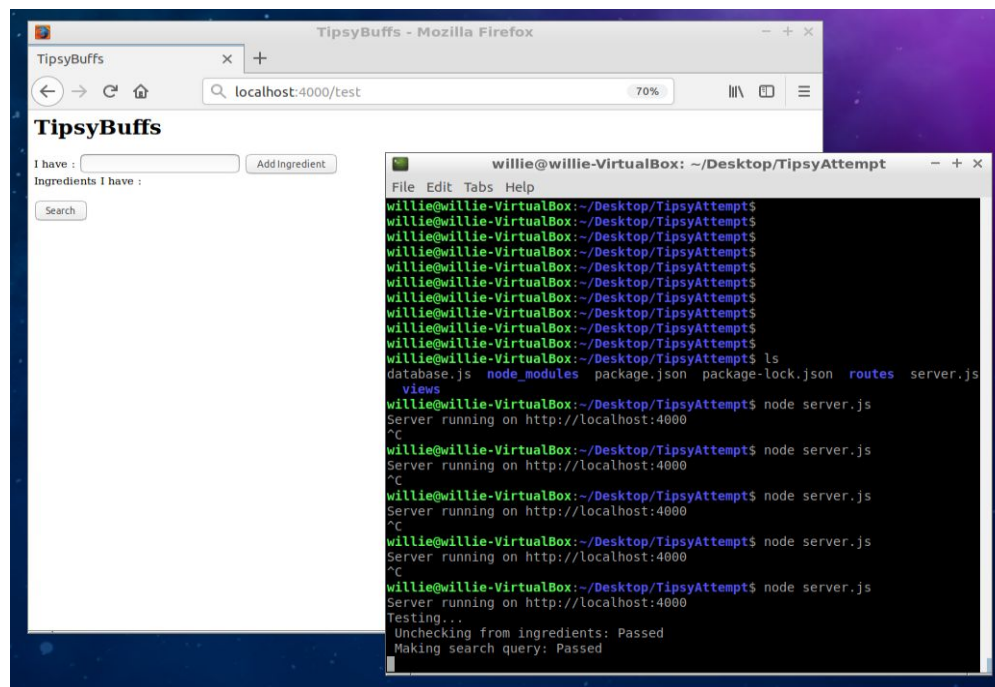 TipsyBuffs - Mozilla Firefox
TipsyBuffs
localhost:4000/test 70%
TipsyBuffs
I have : Add Ingredient
Ingredients I have :
Search
willie@willie-VirtualBox: ~/Desktop/TipsyAttempt
File Edit Tabs Help
willie@willie-VirtualBox:~/Desktop/TipsyAttempt$
willie@willie-VirtualBox:~/Desktop/TipsyAttempt$
willie@willie-VirtualBox:~/Desktop/TipsyAttempt$
willie@willie-VirtualBox:~/Desktop/TipsyAttempt$
willie@willie-VirtualBox:~/Desktop/TipsyAttempt$
willie@willie-VirtualBox:~/Desktop/TipsyAttempt$
willie@willie-VirtualBox:~/Desktop/TipsyAttempt$
willie@willie-VirtualBox:~/Desktop/TipsyAttempt$
willie@willie-VirtualBox:~/Desktop/TipsyAttempt$
willie@willie-VirtualBox:~/Desktop/TipsyAttempt$
willie@willie-VirtualBox:~/Desktop/TipsyAttempt$ ls
database.js node_modules package.json package-lock.json routes server.js
views
willie@willie-VirtualBox:~/Desktop/TipsyAttempt$ node server.js
Server running on http://localhost:4000
^C
willie@willie-VirtualBox:~/Desktop/TipsyAttempt$ node server.js
Server running on http://localhost:4000
^C
willie@willie-VirtualBox:~/Desktop/TipsyAttempt$ node server.js
Server running on http://localhost:4000
^C
willie@willie-VirtualBox:~/Desktop/TipsyAttempt$ node server.js
Server running on http://localhost:4000
^C
willie@willie-VirtualBox:~/Desktop/TipsyAttempt$ node server.js
Server running on http://localhost:4000
Testing...
Unchecking from ingredients: Passed
Making search query: Passed